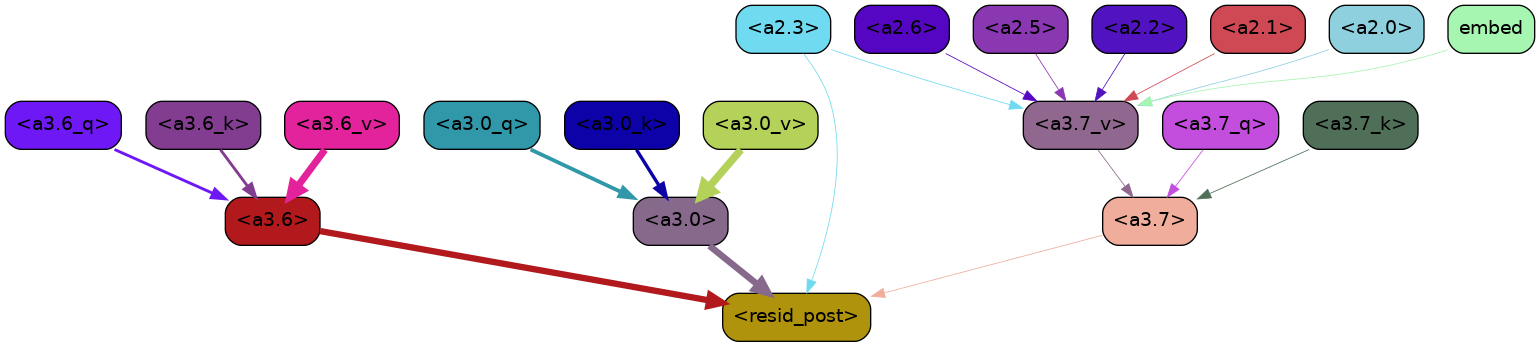 <a2.3>
<a2.6>
<a2.5>
<a2.2>
<a2.1>
<a2.0>
embed
<a3.6_q>
<a3.6_k>
<a3.6_v>
<a3.0_q>
<a3.0_k>
<a3.0_v>
<a3.7_v>
<a3.7_q>
<a3.7_k>
<a3.6>
<a3.0>
<a3.7>
<resid_post>